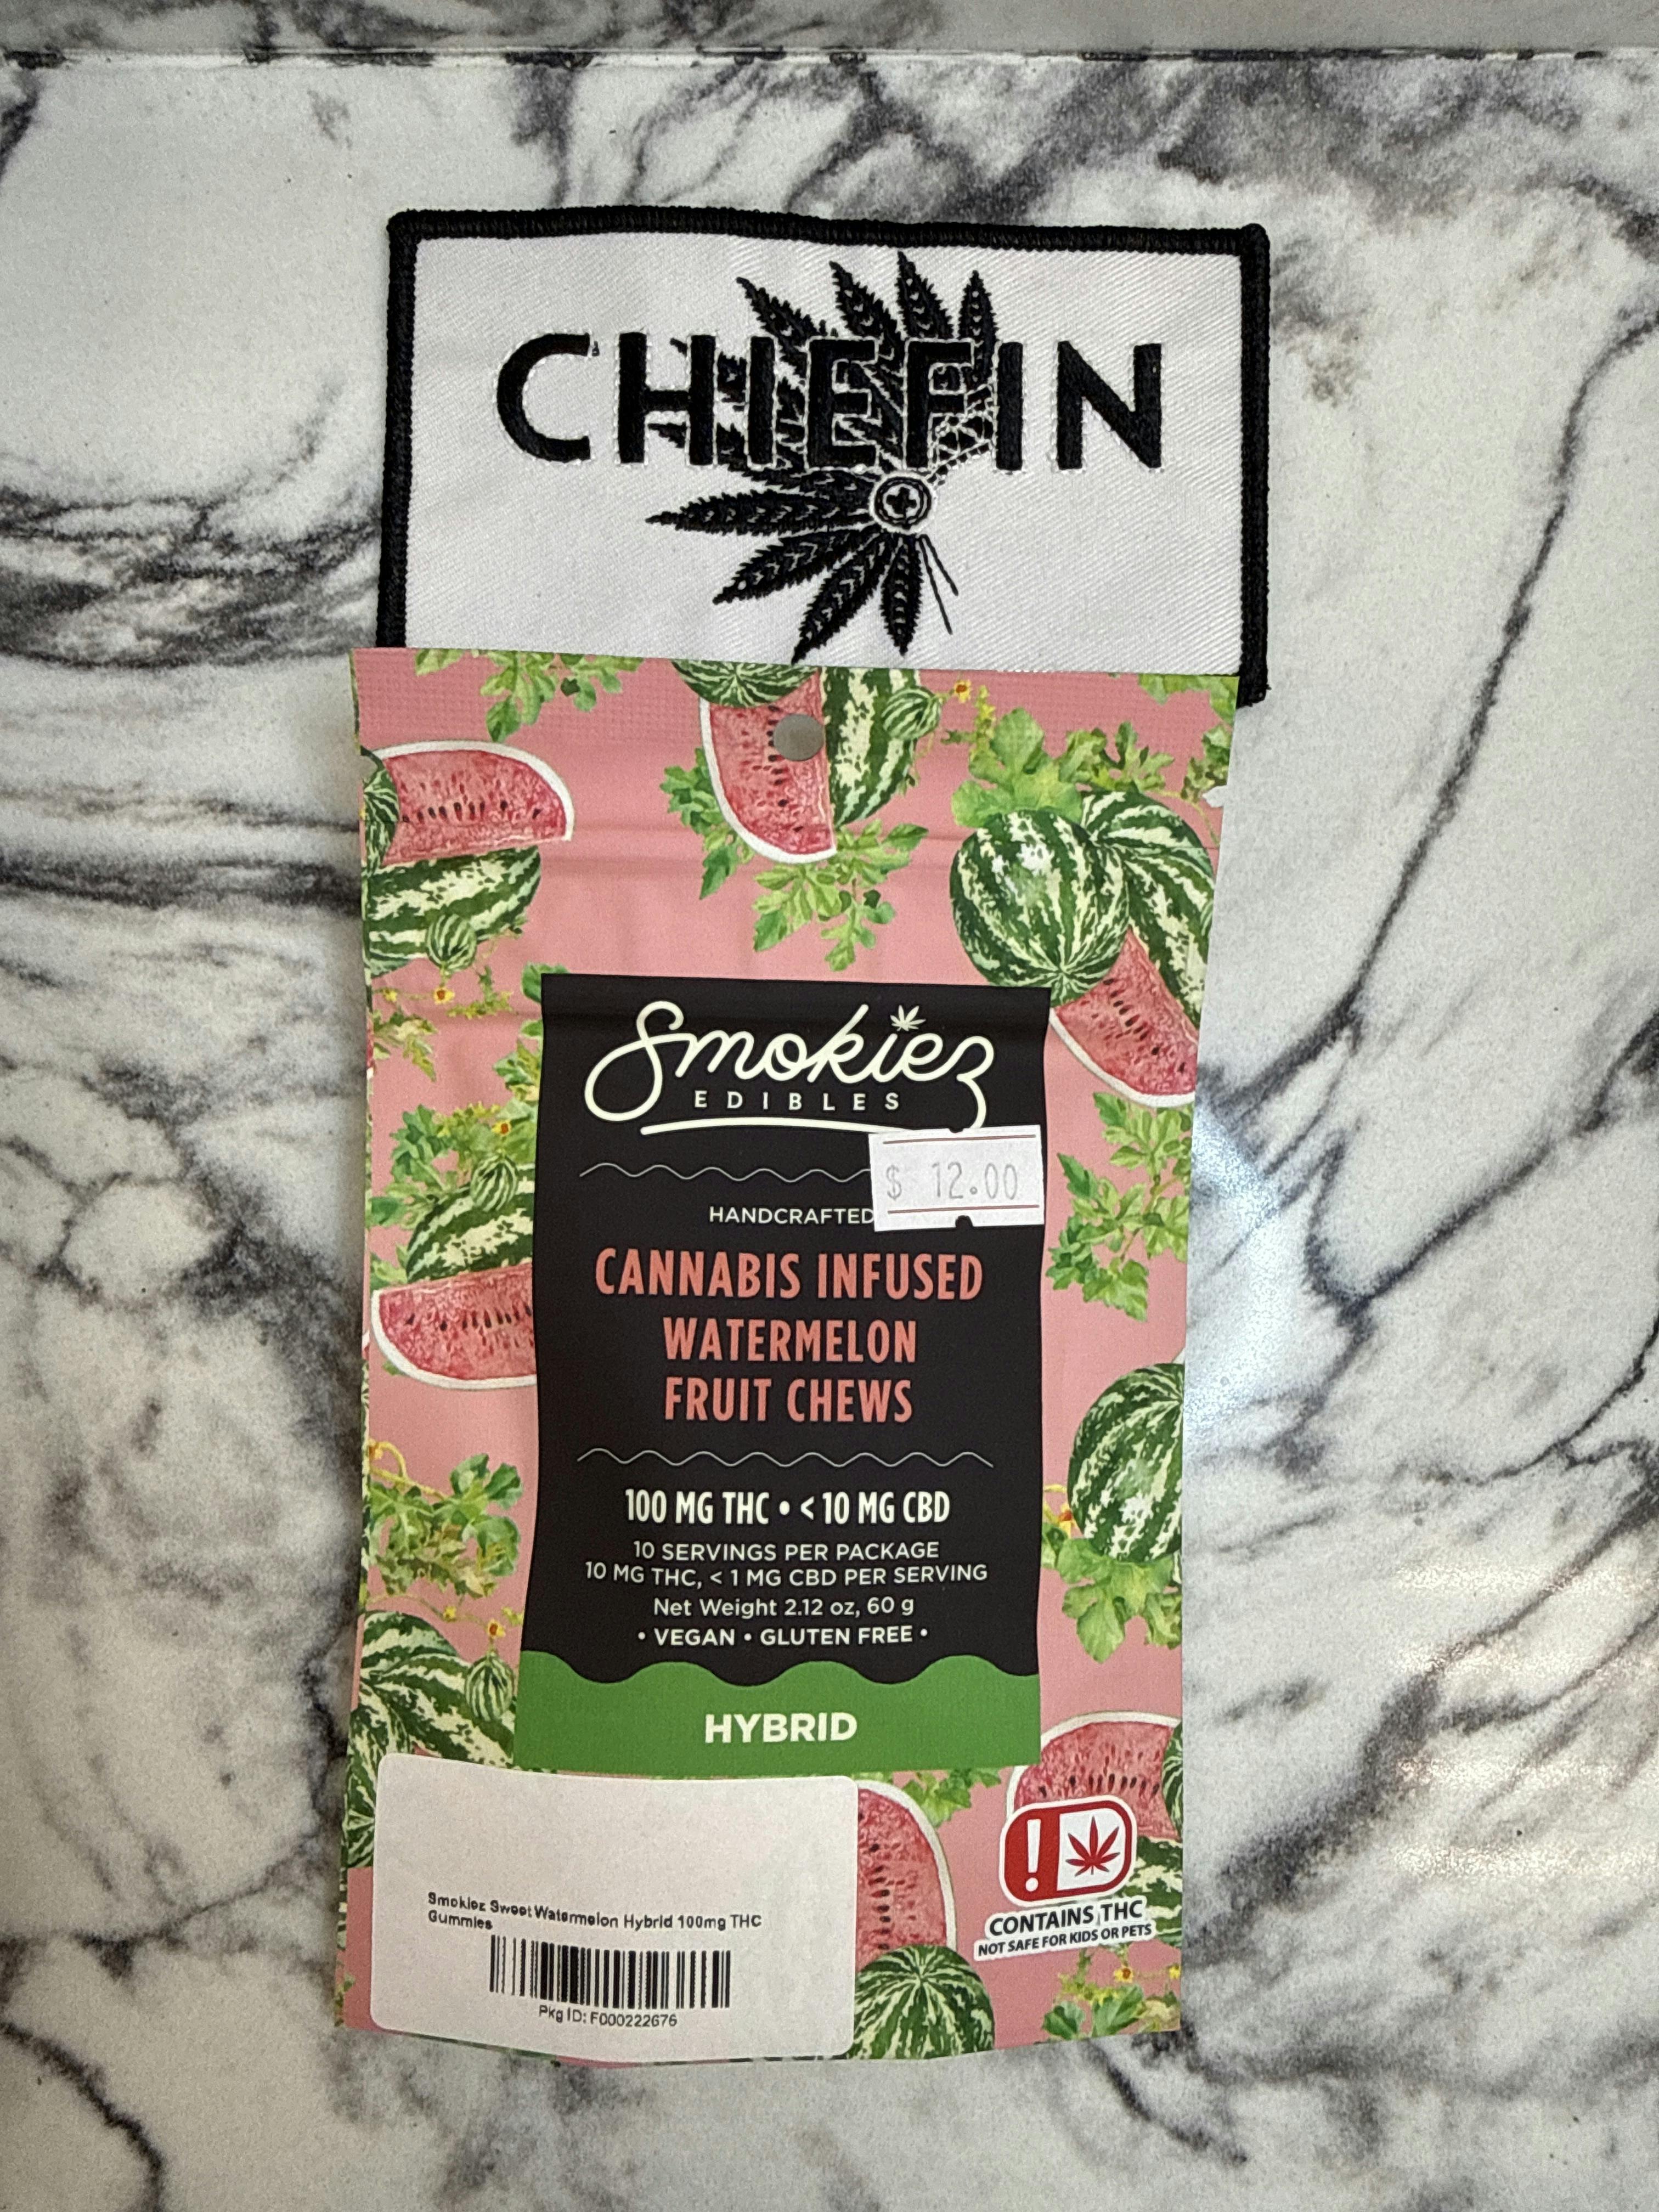 CHIEFIN
Smokiez
EDIBLES
$ 12.00
HANDCRAFTED
CANNABIS INFUSED
WATERMELON
FRUIT CHEWS
100 MG THC • < 10 MG CBD
10 SERVINGS PER PACKAGE
10 MG THC, < 1 MG CBD PER SERVING
Net Weight 2.12 oz, 60 g
• VEGAN • GLUTEN FREE •
HYBRID
Smokiez Sweet Watermelon Hybrid 100mg THC
Gummies
Pkg ID: F000222676
!
CONTAINS THC
NOT SAFE FOR KIDS OR PETS